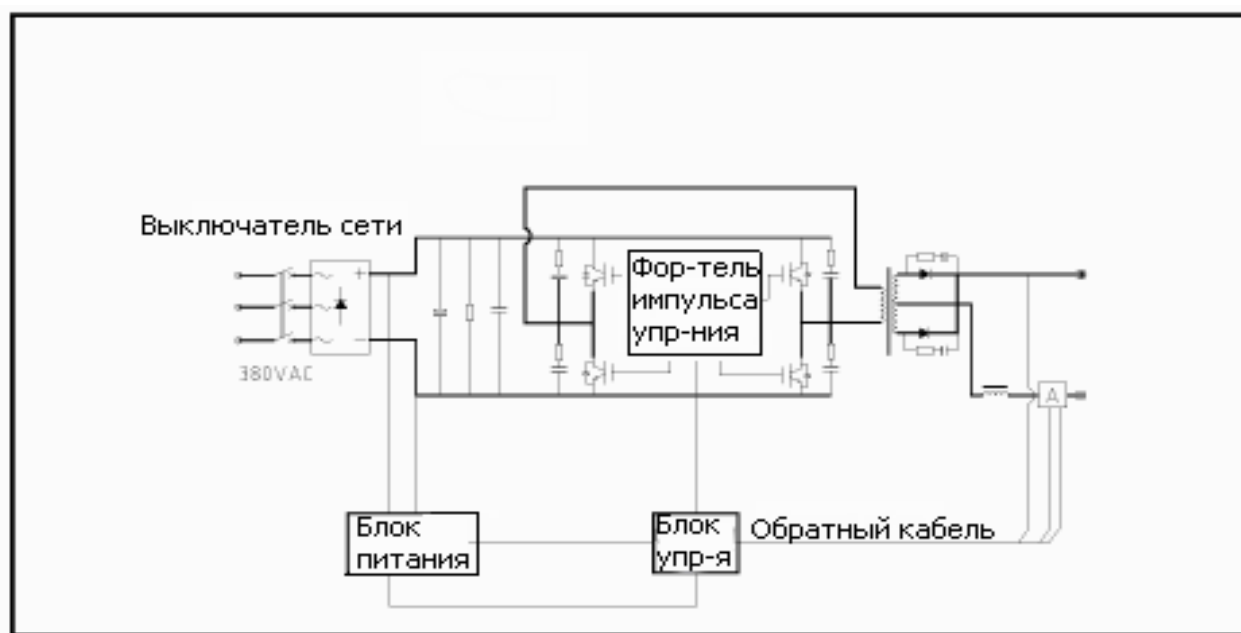 Выключатель сети
Фор-тель
импульса
упр-ния
+
−
380VAC
A
Блок
питания
Блок
упр-я
Обратный кабель